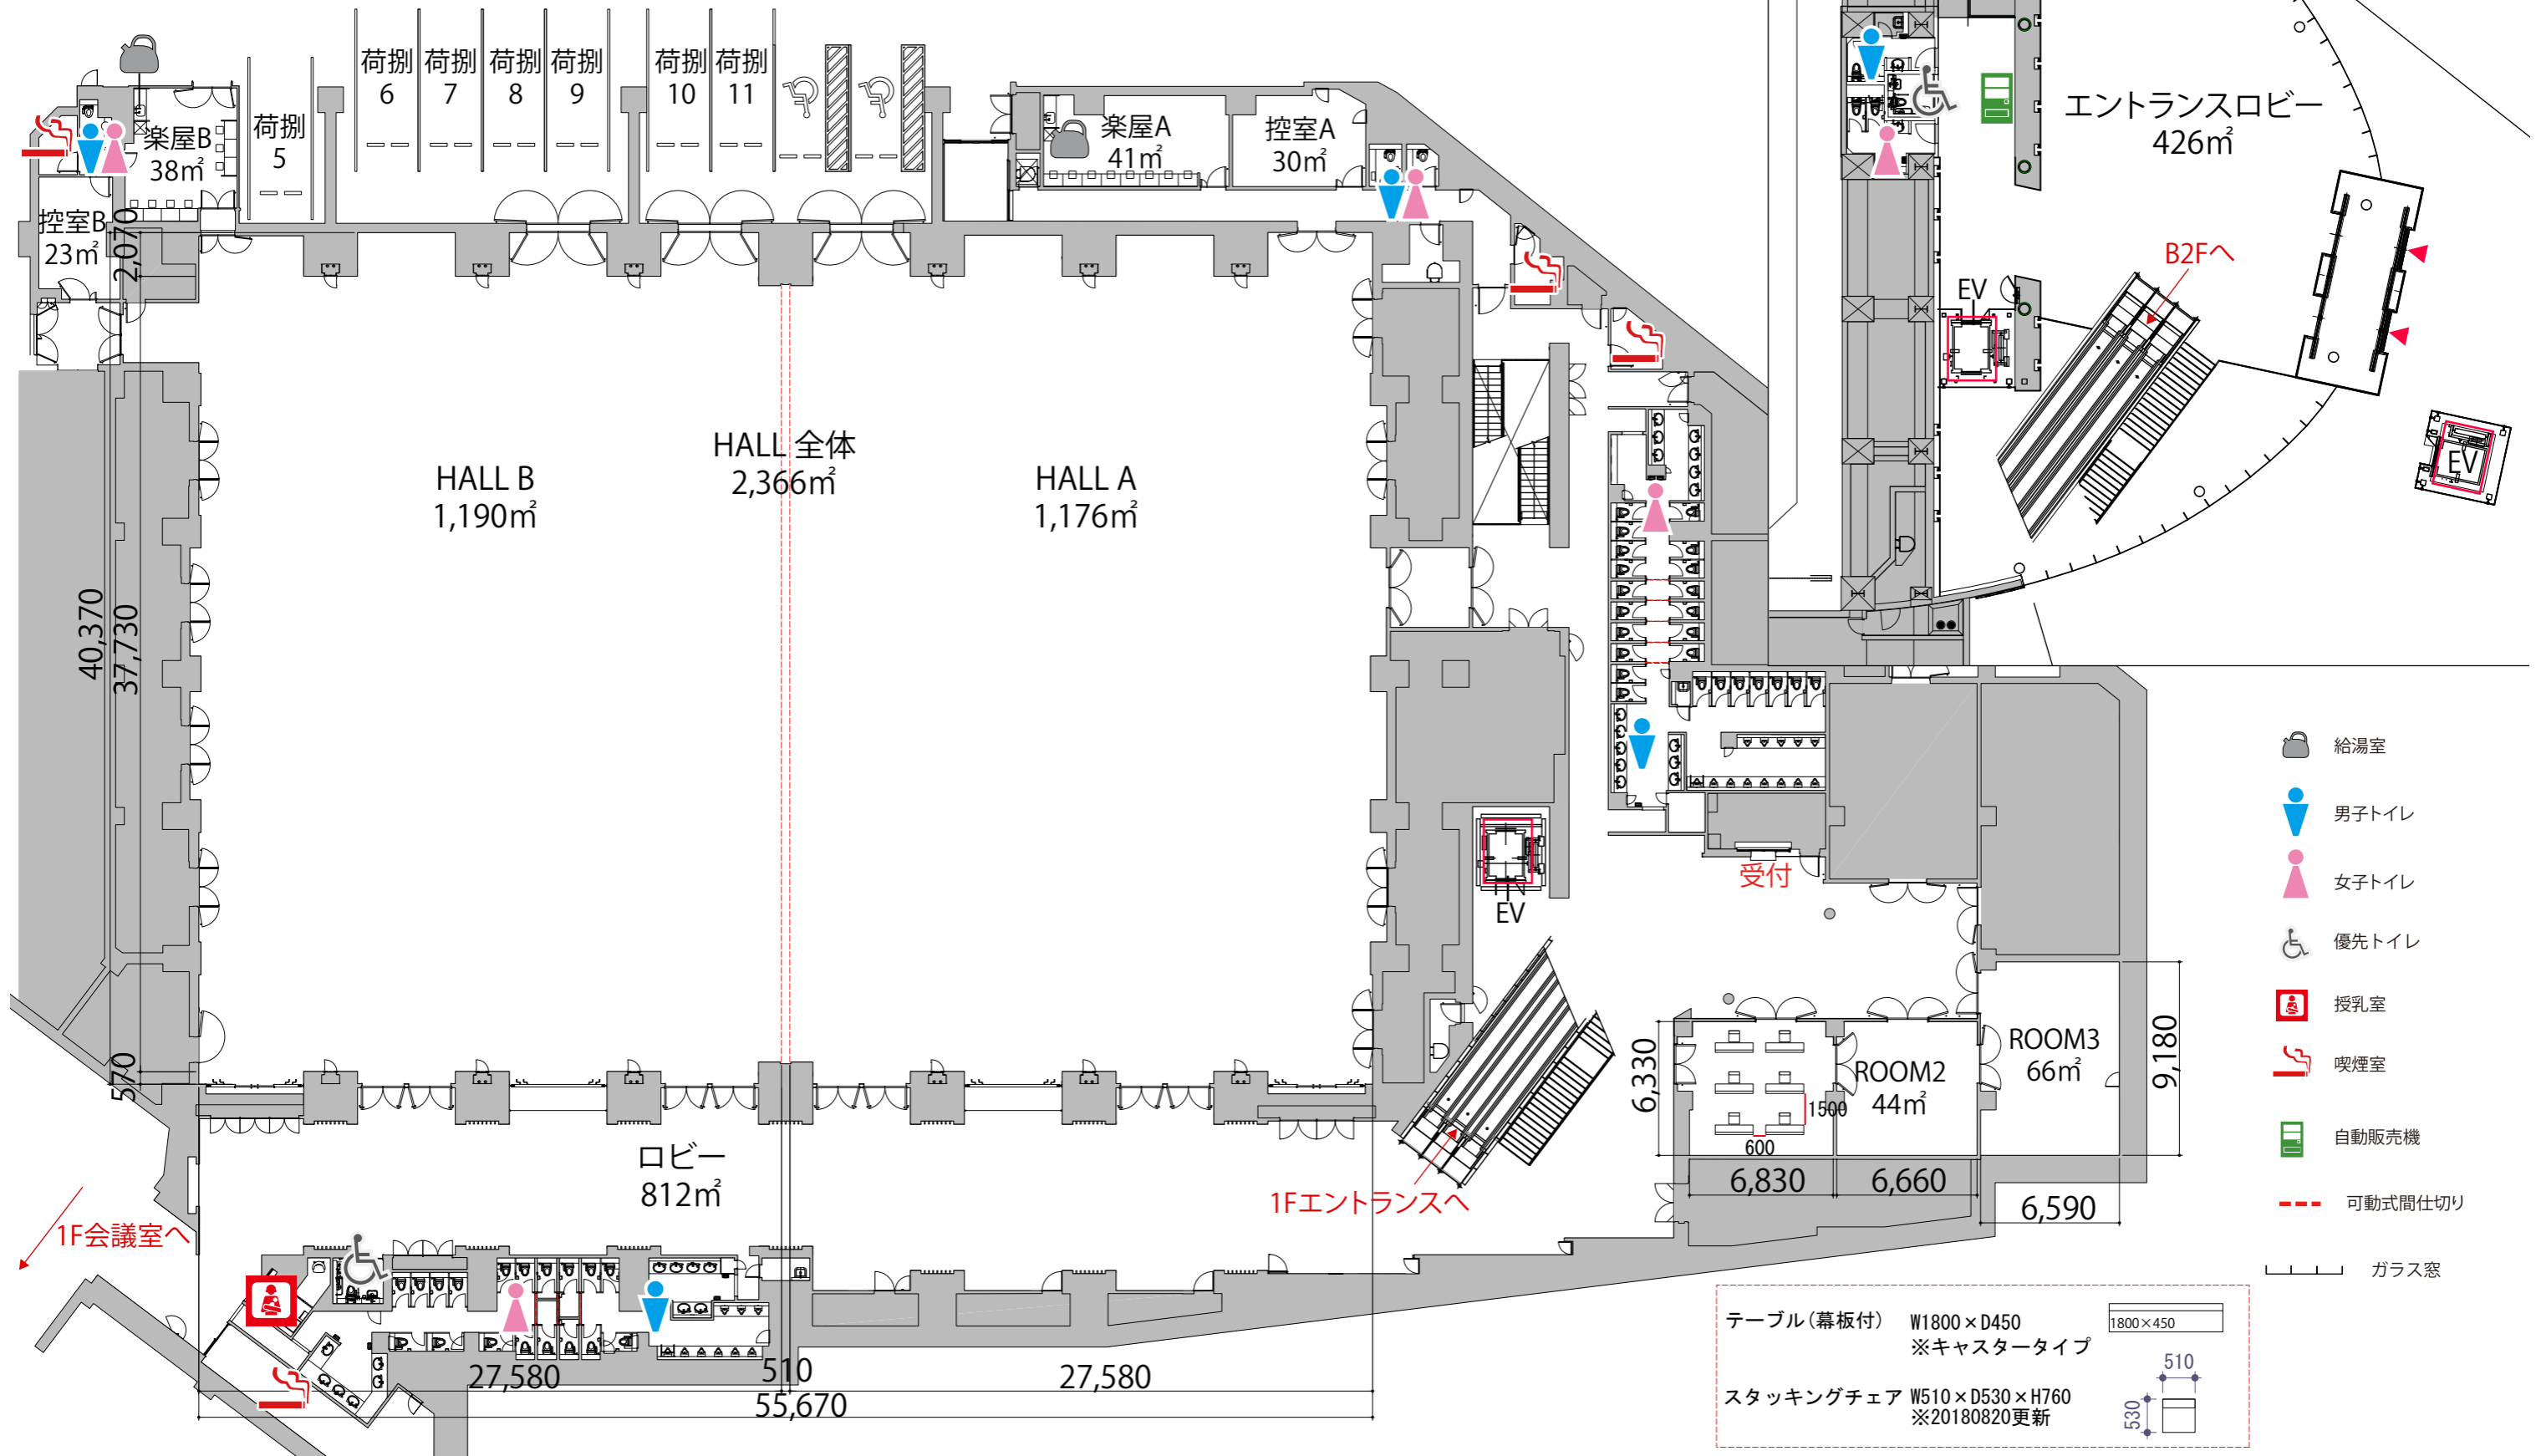 荷捌
6
荷捌
7
荷捌
8
荷捌
9
荷捌
10
荷捌
11
荷捌
5
楽屋B
38㎡
控室B
23㎡
楽屋A
41㎡
控室A
30㎡
エントランスロビー
426㎡
B2Fへ
EV
EV
HALL 全体
2,366㎡
HALL B
1,190㎡
HALL A
1,176㎡
2,070
40,370
37,730
570
EV
受付
給湯室
男子トイレ
女子トイレ
優先トイレ
授乳室
喫煙室
自動販売機
可動式間仕切り
ガラス窓
ROOM3
66㎡
ROOM2
44㎡
6,330
9,180
1500
600
6,830
6,660
6,590
ロビー
812㎡
1Fエントランスへ
1F会議室へ
27,580
510
27,580
55,670
テーブル(幕板付) W1800×D450
※キャスタータイプ
1800×450
スタッキングチェア W510×D530×H760
※20180820更新
510
530